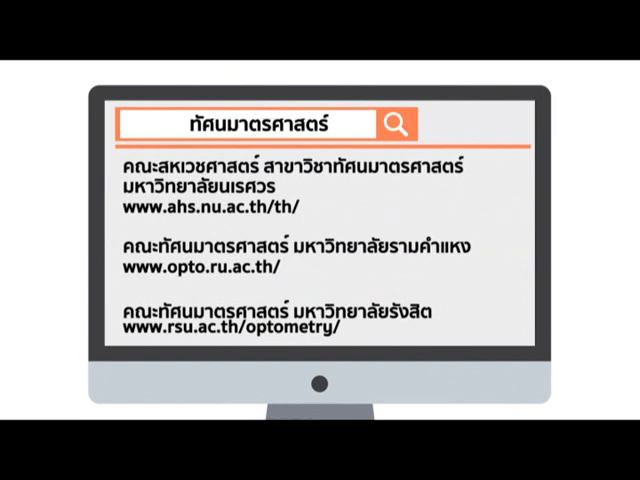 ทัศนมาตรศาสตร์
คณะสหเวชศาสตร์ สาขาวิชาทัศนมาตรศาสตร์
มหาวิทยาลัยนเรศวร
www.ahs.nu.ac.th/th/
คณะทัศนมาตรศาสตร์ มหาวิทยาลัยรามคำแหง
www.opto.ru.ac.th/
คณะทัศนมาตรศาสตร์ มหาวิทยาลัยรังสิต
www.rsu.ac.th/optometry/